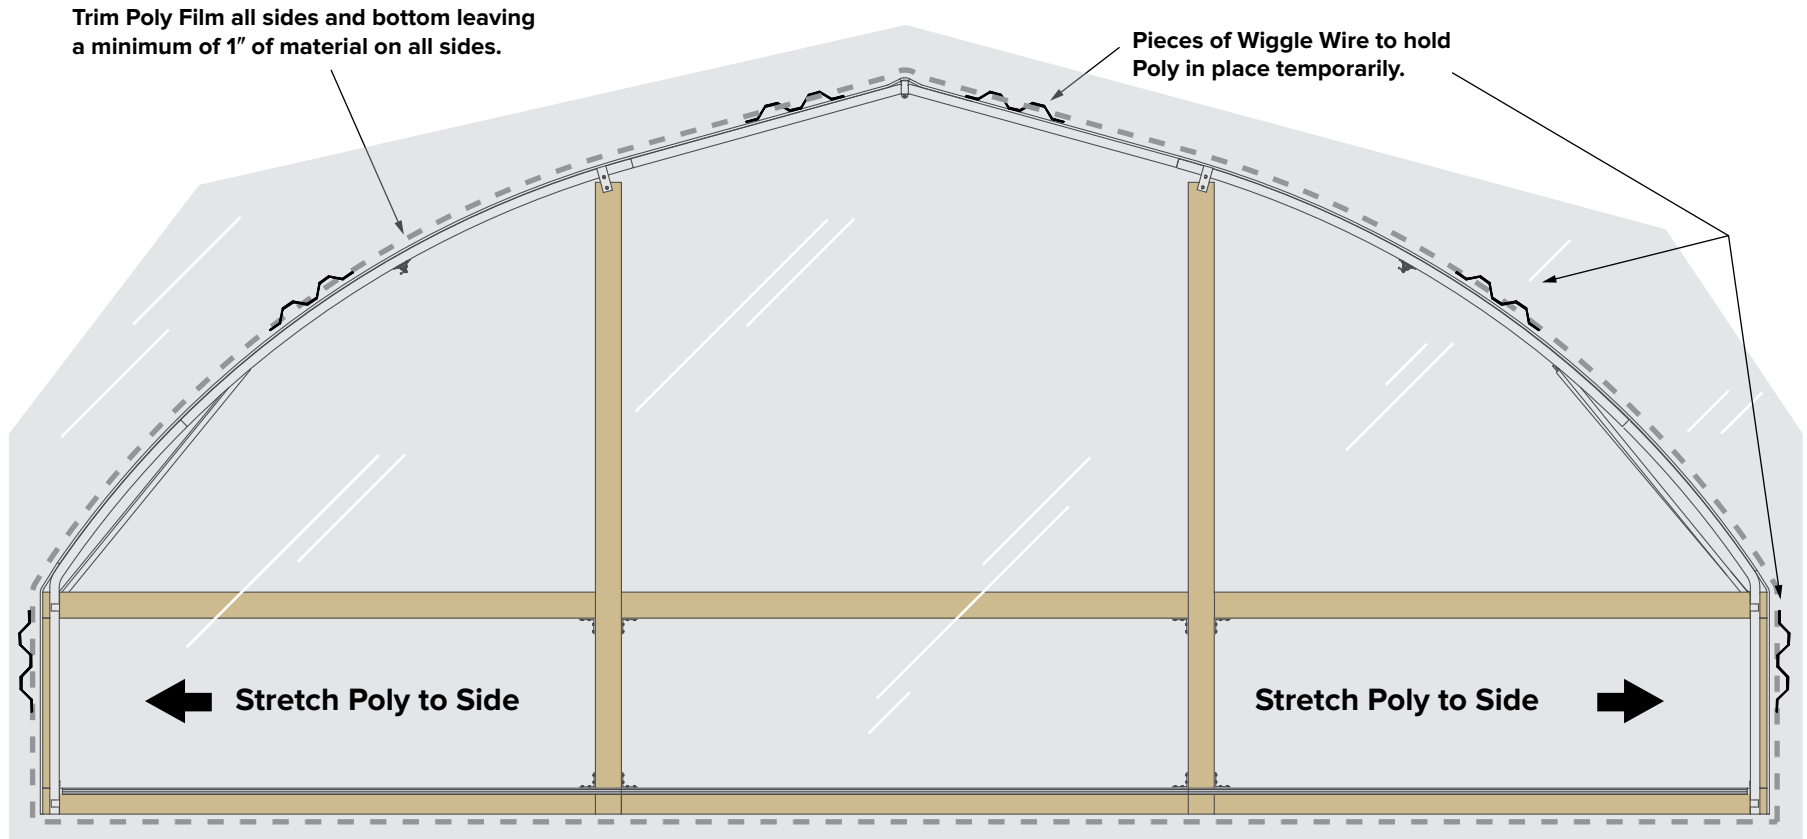 Trim Poly Film all sides and bottom leaving
a minimum of 1″ of material on all sides.
Pieces of Wiggle Wire to hold
Poly in place temporarily.
Stretch Poly to Side
Stretch Poly to Side